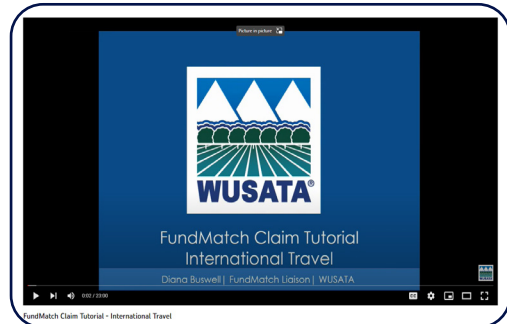 Picture in picture
WUSATA®
FundMatch Claim Tutorial
International Travel
Diana Buswell| FundMatch Liaison| WUSATA
0:02 / 23:00
CC
FundMatch Claim Tutorial - International Travel